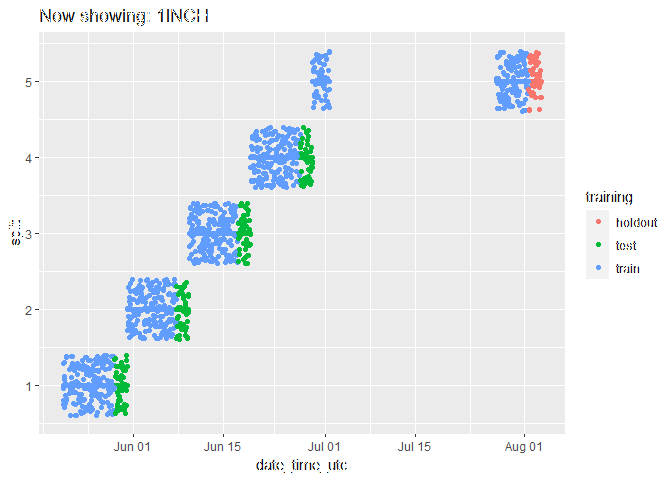 Now showing: 1INCH
5
4
3
2
1
split
Jun 01
Jun 15
Jul 01
Jul 15
Aug 01
date_time_utc
training
holdout
test
train